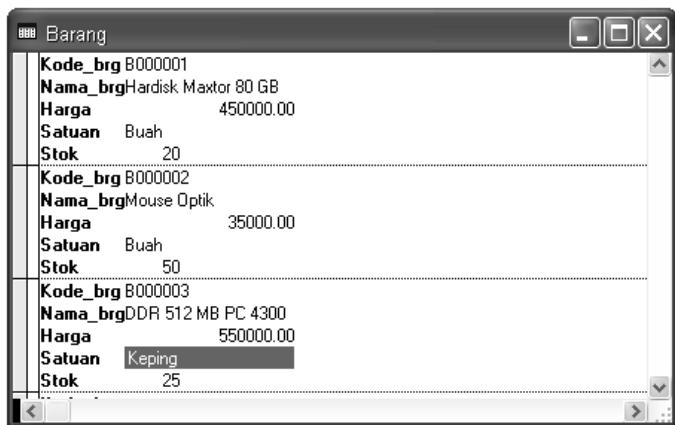 Barang
Kode_brg B000001
Nama_brg Hardisk Maxtor 80 GB
Harga 450000.00
Satuan Buah
Stok 20
Kode_brg B000002
Nama_brg Mouse Optik
Harga 35000.00
Satuan Buah
Stok 50
Kode_brg B000003
Nama_brg DDR 512 MB PC 4300
Harga 550000.00
Satuan Keping
Stok 25